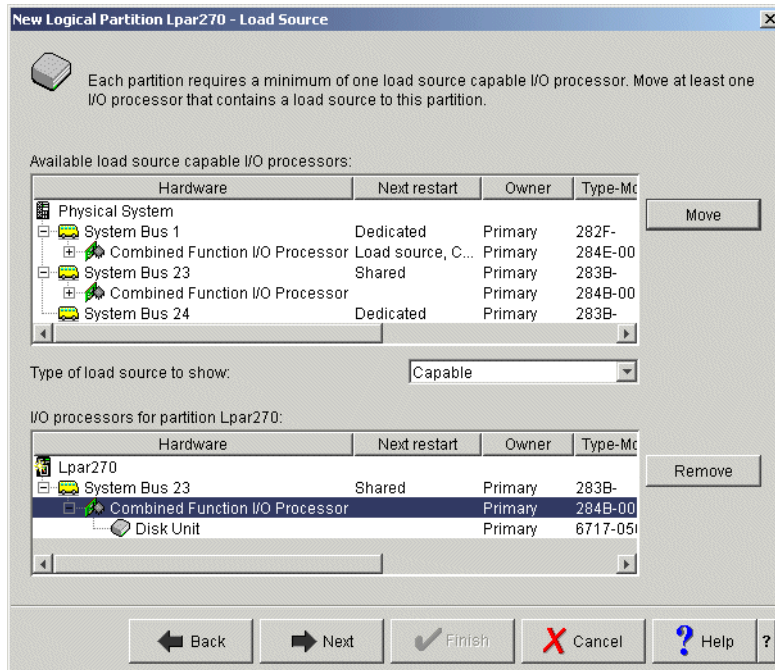 New Logical Partition Lpar270 - Load Source
Each partition requires a minimum of one load source capable I/O processor. Move at least one
I/O processor that contains a load source to this partition.
Available load source capable I/O processors:
Hardware Next restart Owner Type-Mo
Physical System
System Bus 1 Dedicated Primary 282F-
Combined Function I/O Processor Load source, C... Primary 284E-00
System Bus 23 Shared Primary 283B-
Combined Function I/O Processor Primary 284B-00
System Bus 24 Dedicated Primary 283B-
Move
Type of load source to show: Capable
I/O processors for partition Lpar270:
Hardware Next restart Owner Type-Mo
Lpar270
System Bus 23 Shared Primary 283B-
Combined Function I/O Processor Primary 284B-00
Disk Unit Primary 6717-05
Remove
Back Next Finish Cancel ? Help ?